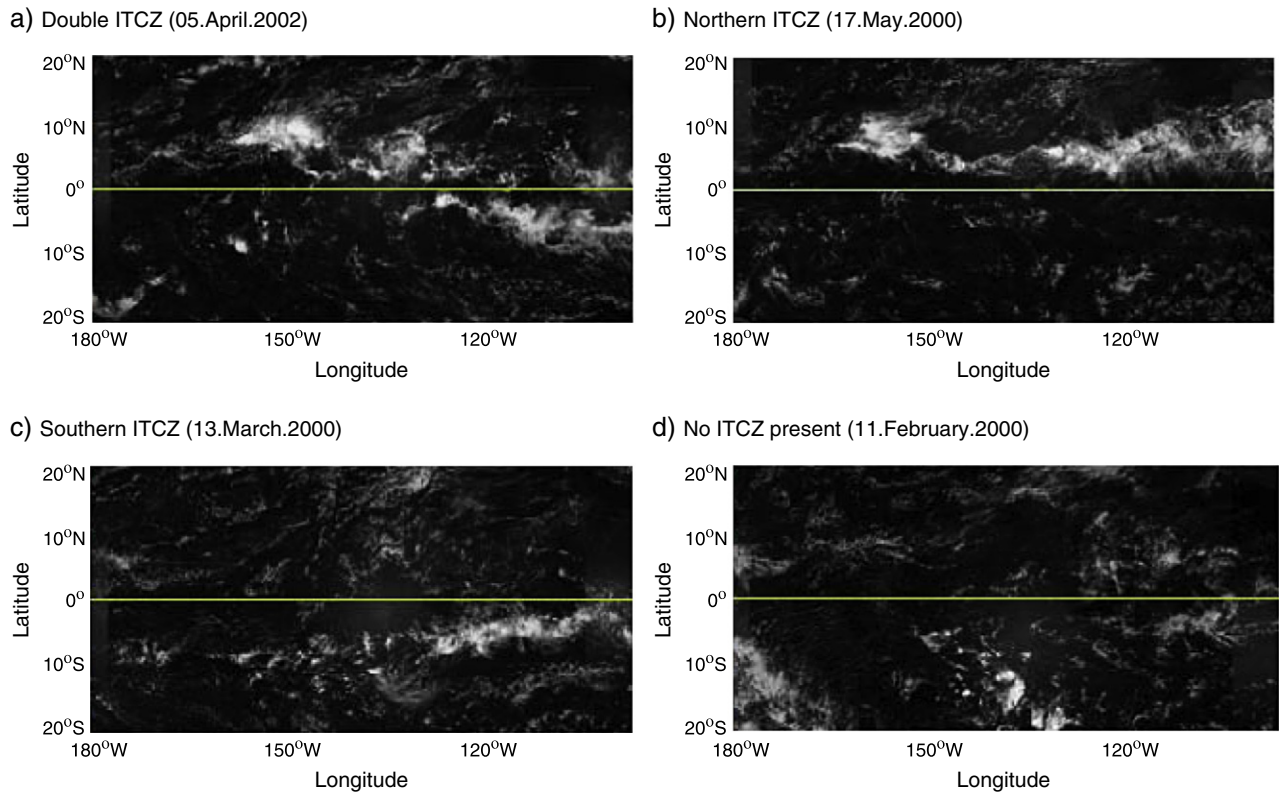 a) Double ITCZ (05.April.2002)
20°N
10°N
0°
10°S
20°S
Latitude
180°W 150°W 120°W
Longitude
b) Northern ITCZ (17.May.2000)
20°N
10°N
0°
10°S
20°S
Latitude
180°W 150°W 120°W
Longitude
c) Southern ITCZ (13.March.2000)
20°N
10°N
0°
10°S
20°S
Latitude
180°W 150°W 120°W
Longitude
d) No ITCZ present (11.February.2000)
20°N
10°N
0°
10°S
20°S
Latitude
180°W 150°W 120°W
Longitude